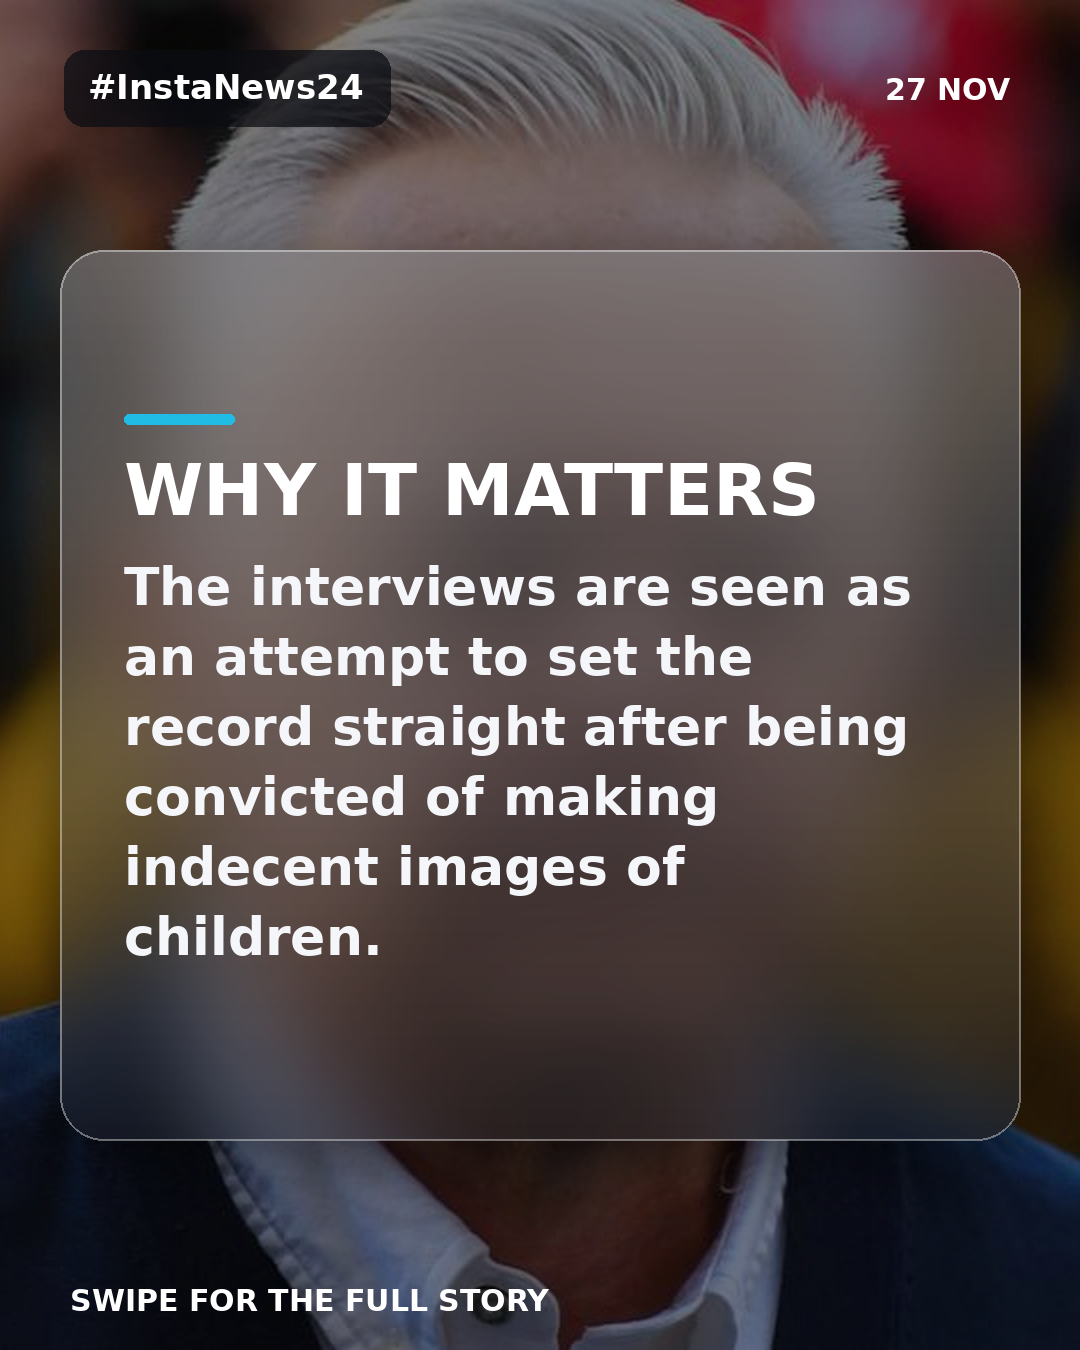 #InstaNews24
27 NOV
WHY IT MATTERS
The interviews are seen as
an attempt to set the
record straight after being
convicted of making
indecent images of
children.
SWIPE FOR THE FULL STORY